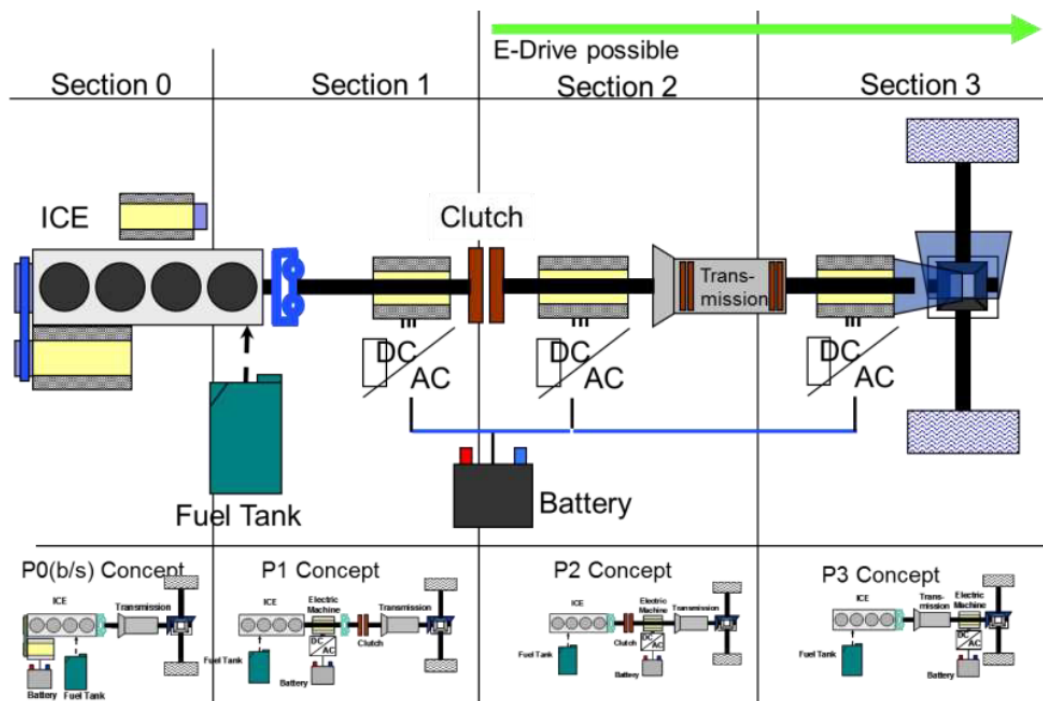 E-Drive possible
Section 0
Section 1
Section 2
Section 3
ICE
Clutch
Trans-
mission
DC
AC
DC
AC
DC
AC
Fuel Tank
Battery
P0(b/s) Concept
ICE
Transmission
Battery
Fuel Tank
P1 Concept
ICE
Electric
Machine
Transmission
Clutch
DC
AC
Fuel Tank
Battery
P2 Concept
ICE
Electric
Machine
Transmission
Clutch
DC
AC
Fuel Tank
Battery
P3 Concept
ICE
Trans-
mission
Electric
Machine
DC
AC
Fuel Tank
Battery